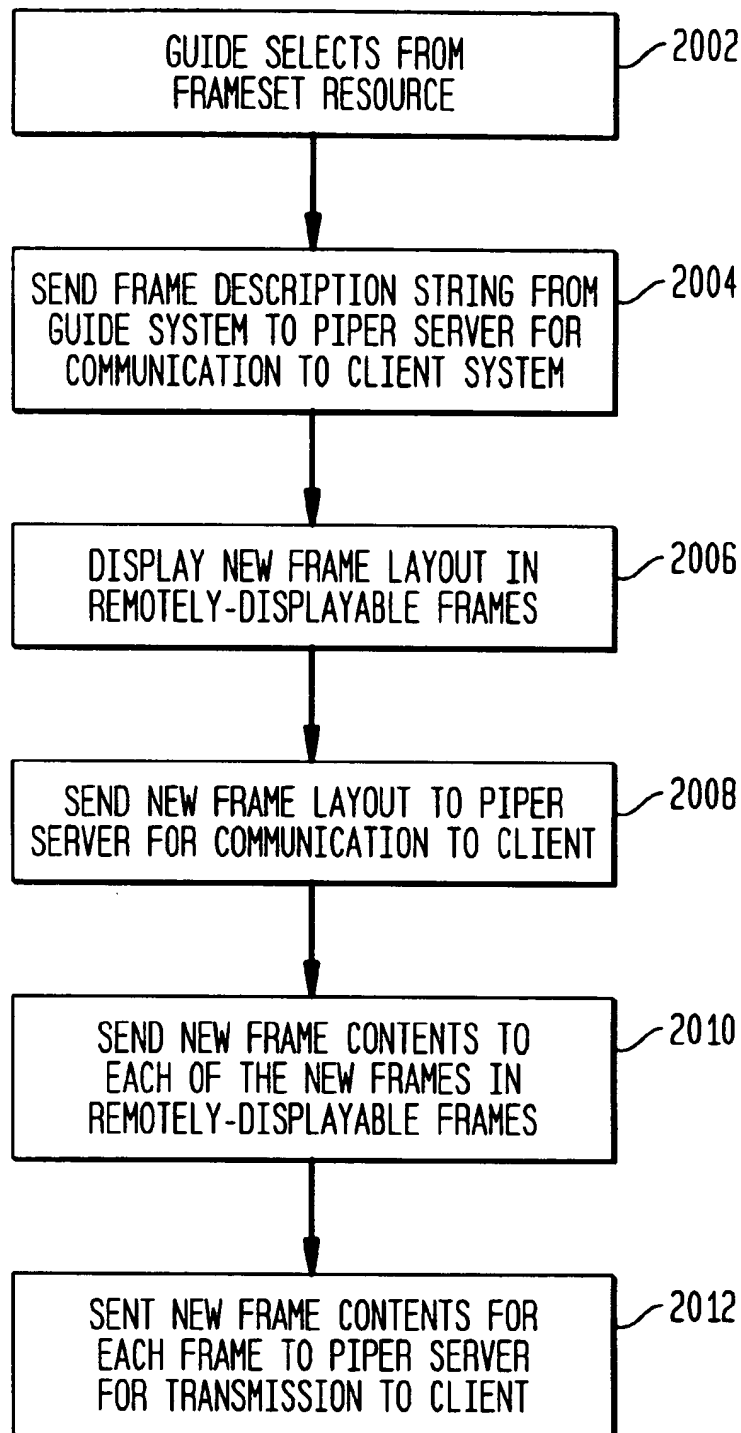 GUIDE SELECTS FROM
FRAMESET RESOURCE
2002
SEND FRAME DESCRIPTION STRING FROM
GUIDE SYSTEM TO PIPER SERVER FOR
COMMUNICATION TO CLIENT SYSTEM
2004
DISPLAY NEW FRAME LAYOUT IN
REMOTELY-DISPLAYABLE FRAMES
2006
SEND NEW FRAME LAYOUT TO PIPER
SERVER FOR COMMUNICATION TO CLIENT
2008
SEND NEW FRAME CONTENTS TO
EACH OF THE NEW FRAMES IN
REMOTELY-DISPLAYABLE FRAMES
2010
SENT NEW FRAME CONTENTS FOR
EACH FRAME TO PIPER SERVER
FOR TRANSMISSION TO CLIENT
2012